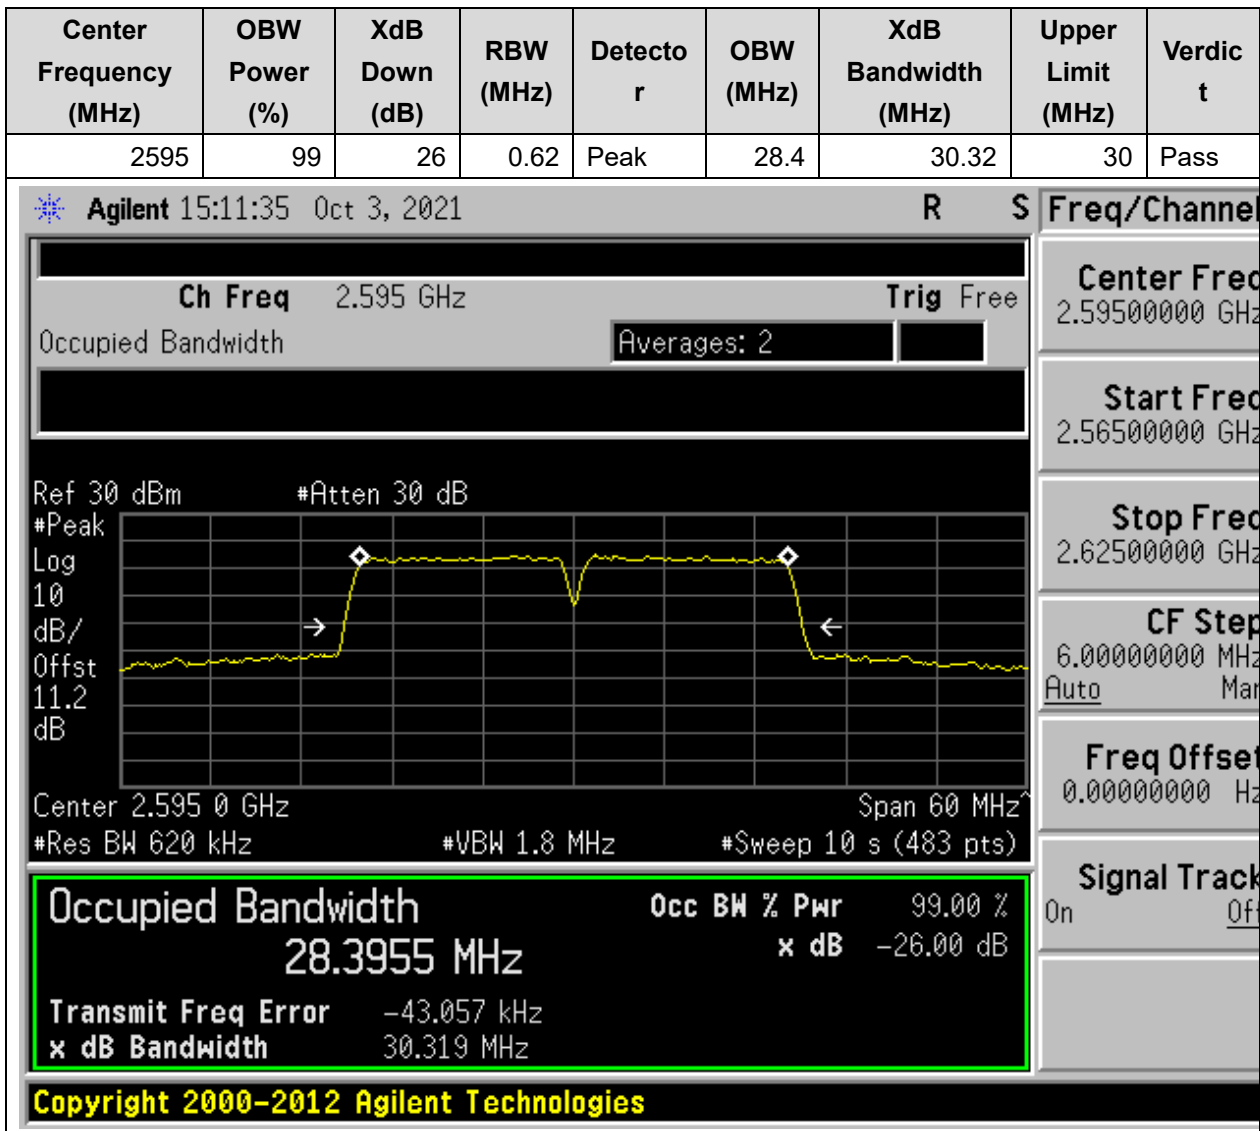 Center Frequency (MHz) OBW Power (%) XdB Down (dB) RBW (MHz) Detecto r OBW (MHz) XdB Bandwidth (MHz) Upper Limit (MHz) Verdic t
2595 99 26 0.62 Peak 28.4 30.32 30 Pass
Agilent 15:11:35 Oct 3, 2021 R S Freq/Channel
Ch Freq 2.595 GHz Trig Free
Occupied Bandwidth Averages: 2
Center Freq
2.59500000 GHz
Start Freq
2.56500000 GHz
Stop Freq
2.62500000 GHz
CF Step
6.00000000 MHz
Auto Man
Freq Offset
0.00000000 Hz
Signal Track
On Off
Ref 30 dBm #Atten 30 dB
#Peak
Log
10
dB/
Offst
11.2
dB
Center 2.595 0 GHz Span 60 MHz^
#Res BW 620 kHz #VBW 1.8 MHz #Sweep 10 s (483 pts)
Occupied Bandwidth Occ BW % Pwr 99.00 %
28.3955 MHz x dB -26.00 dB
Transmit Freq Error -43.057 kHz
x dB Bandwidth 30.319 MHz
Copyright 2000-2012 Agilent Technologies